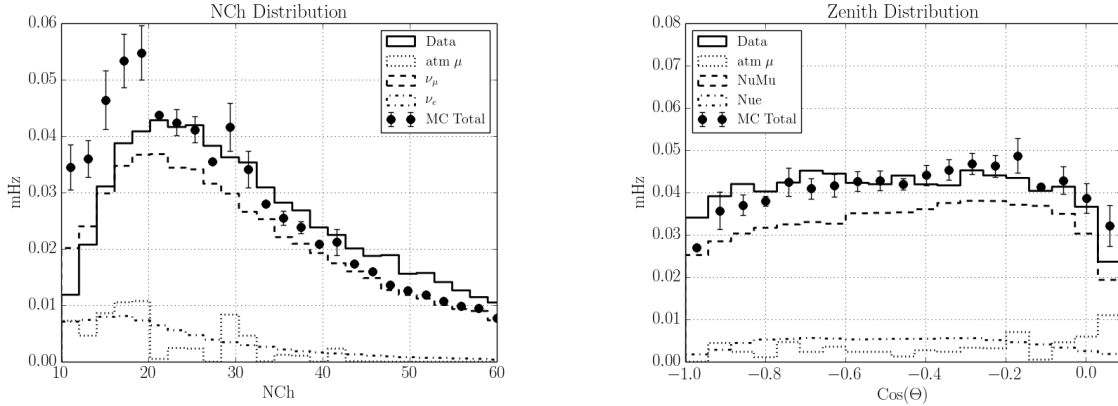 NCh Distribution
0.06
0.05
0.04
0.03
0.02
0.01
0.00
mHz
10
20
30
40
50
60
NCh
Data
atm μ
ν_μ
ν_e
MC Total
Zenith Distribution
0.08
0.07
0.06
0.05
0.04
0.03
0.02
0.01
0.00
mHz
−1.0
−0.8
−0.6
−0.4
−0.2
0.0
Cos(Θ)
Data
atm μ
NuMu
Nue
MC Total